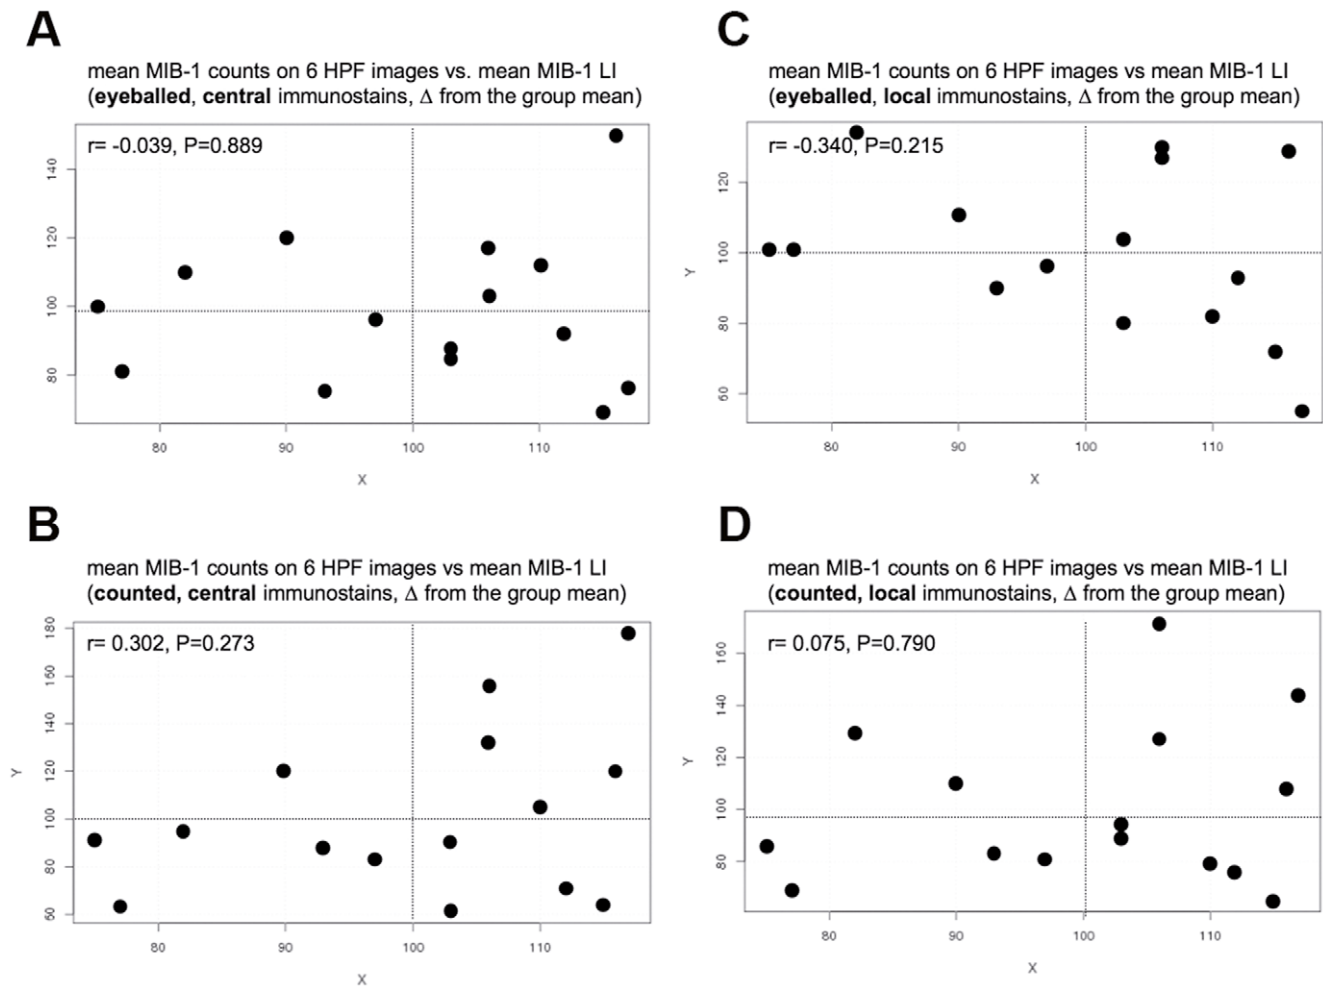 A
mean MIB-1 counts on 6 HPF images vs. mean MIB-1 LI
(eyeballed, central immunostains, Δ from the group mean)
r= -0.039, P=0.889
140
120
100
80
80 90 100 110
X
C
mean MIB-1 counts on 6 HPF images vs mean MIB-1 LI
(eyeballed, local immunostains, Δ from the group mean)
r= -0.340, P=0.215
120
100
80
60
Y
80 90 100 110
X
B
mean MIB-1 counts on 6 HPF images vs mean MIB-1 LI
(counted, central immunostains, Δ from the group mean)
r= 0.302, P=0.273
180
160
140
120
100
80
60
Y
80 90 100 110
X
D
mean MIB-1 counts on 6 HPF images vs mean MIB-1 LI
(counted, local immunostains, Δ from the group mean)
r= 0.075, P=0.790
160
140
120
100
80
Y
80 90 100 110
X